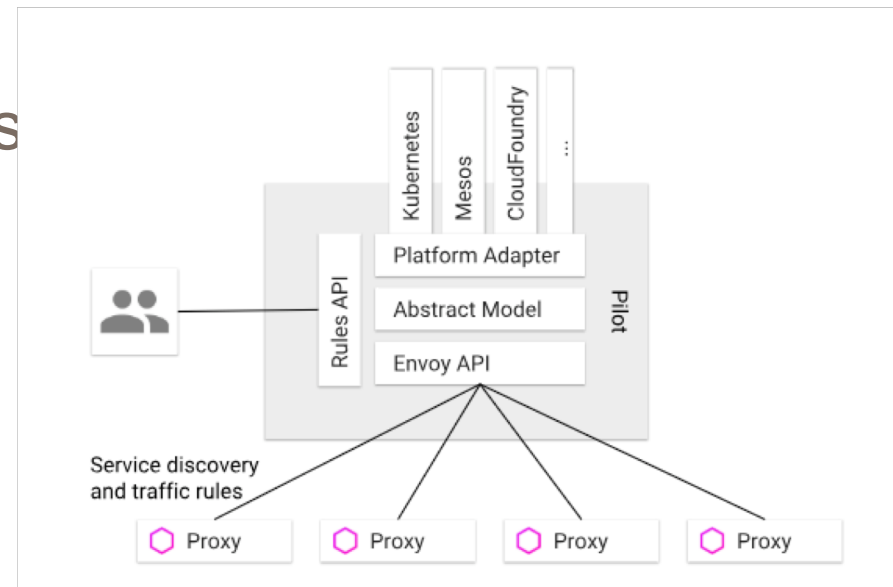 s
Kubernetes
Mesos
CloudFoundry
...
Platform Adapter
Rules API
Abstract Model
Pilot
Envoy API
Service discovery
and traffic rules
Proxy
Proxy
Proxy
Proxy